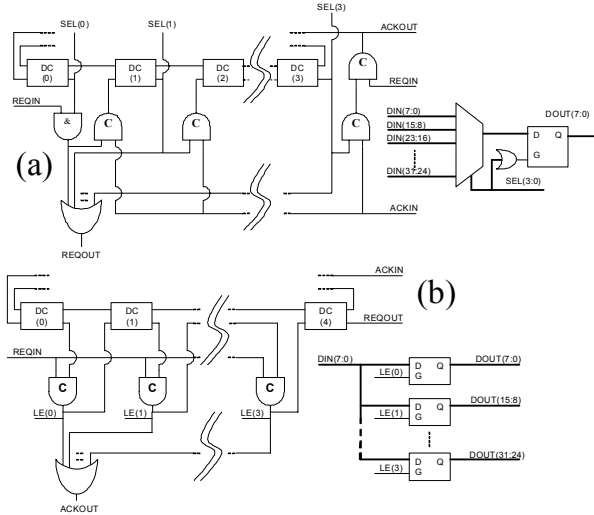 SEL(0)
SEL(1)
SEL(3)
ACKOUT
DC
(0)
DC
(1)
DC
(2)
DC
(3)
C
REQIN
REQIN
&
C
C
C
(a)
ACKIN
REQOUT
DIN(7:0)
DIN(15:8)
DIN(23:16)
DIN(31:24)
DOUT(7:0)
D Q
G
SEL(3:0)
ACKIN
(b)
DC
(0)
DC
(1)
DC
(4)
REQOUT
REQIN
C
C
C
LE(0)
LE(1)
LE(3)
ACKOUT
DIN(7:0)
D Q
G
DOUT(7:0)
LE(0)
D Q
G
DOUT(15:8)
LE(1)
D Q
G
DOUT(31:24)
LE(3)